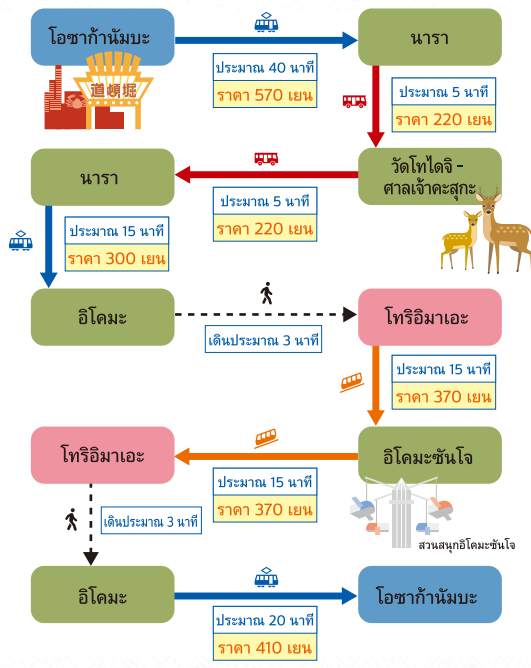 โอซาก้านัมบะ
道頓堀
ประมาณ 40 นาที
ราคา 570 เยน
นารา
ประมาณ 5 นาที
ราคา 220 เยน
วัดโทไดจิ -
ศาลเจ้าคะสุกะ
ประมาณ 5 นาที
ราคา 220 เยน
นารา
ประมาณ 15 นาที
ราคา 300 เยน
อิโคมะ
เดินประมาณ 3 นาที
โทริอิมาเอะ
ประมาณ 15 นาที
ราคา 370 เยน
อิโคมะซันโจ
สวนสนุกอิโคมะซันโจ
ประมาณ 15 นาที
ราคา 370 เยน
โทริอิมาเอะ
เดินประมาณ 3 นาที
อิโคมะ
ประมาณ 20 นาที
ราคา 410 เยน
โอซาก้านัมบะ